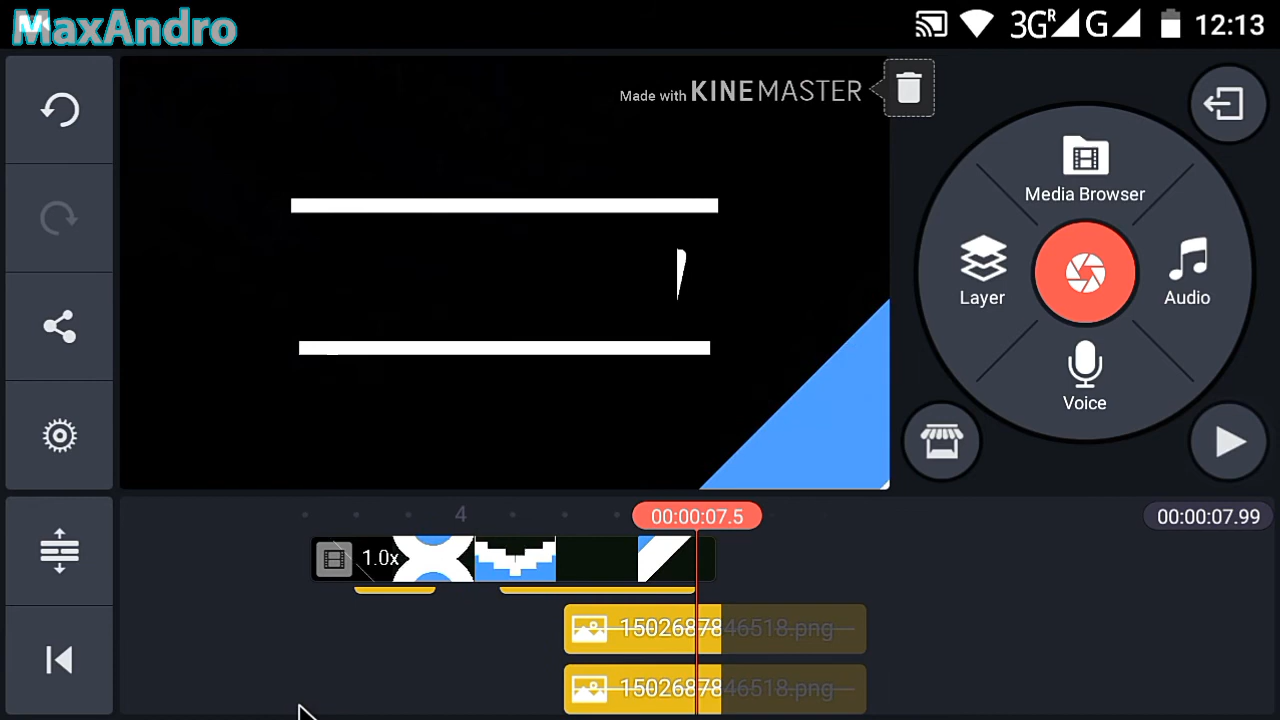 MaxAndro
3G R G 12:13
Made with KINEMASTER
Media Browser
Layer
Audio
Voice
4
00:00:07.5
00:00:07.99
1.0x
1502687846518.png
1502687846518.png